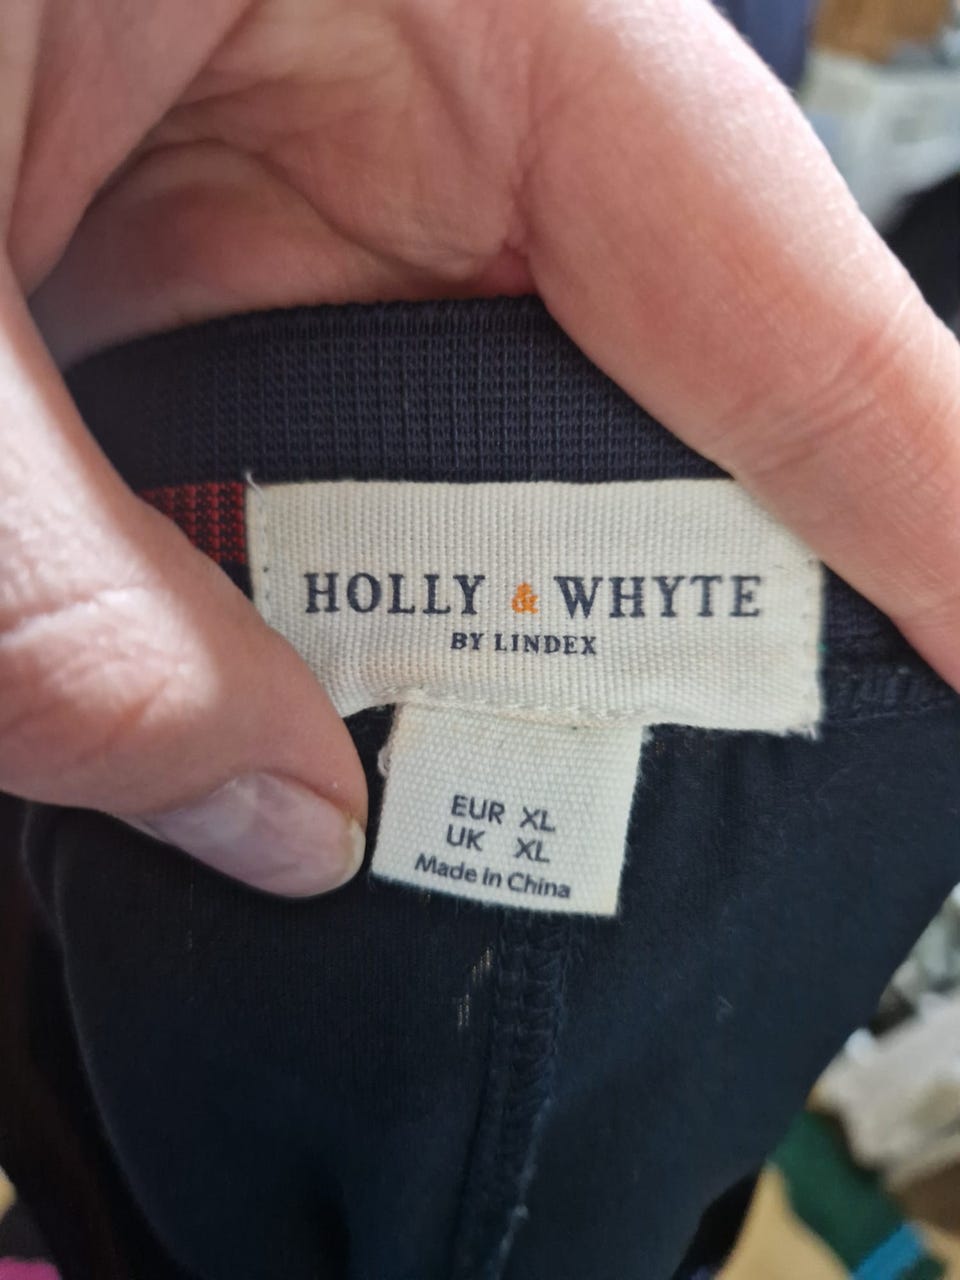 HOLLY & WHYTE
BY LINDEX
EUR XL
UK XL
Made in China